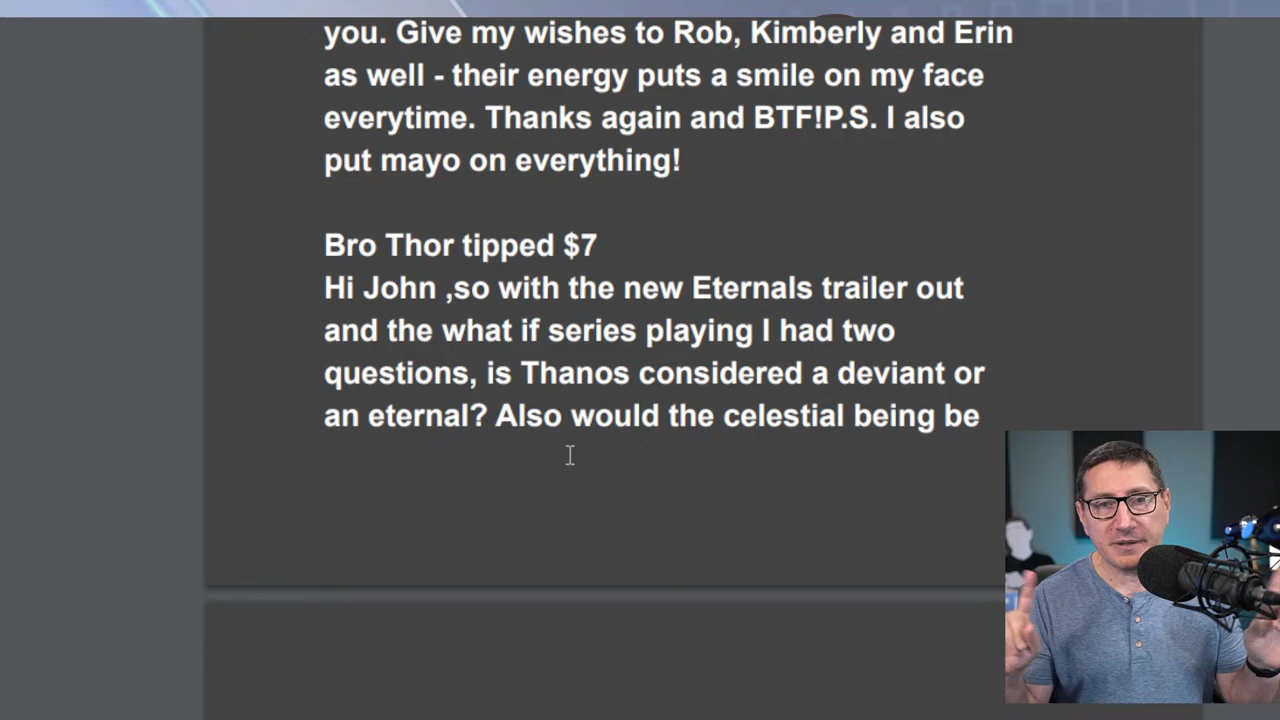 you. Give my wishes to Rob, Kimberly and Erin
as well - their energy puts a smile on my face
everytime. Thanks again and BTF!P.S. I also
put mayo on everything!
Bro Thor tipped $7
Hi John ,so with the new Eternals trailer out
and the what if series playing I had two
questions, is Thanos considered a deviant or
an eternal? Also would the celestial being be